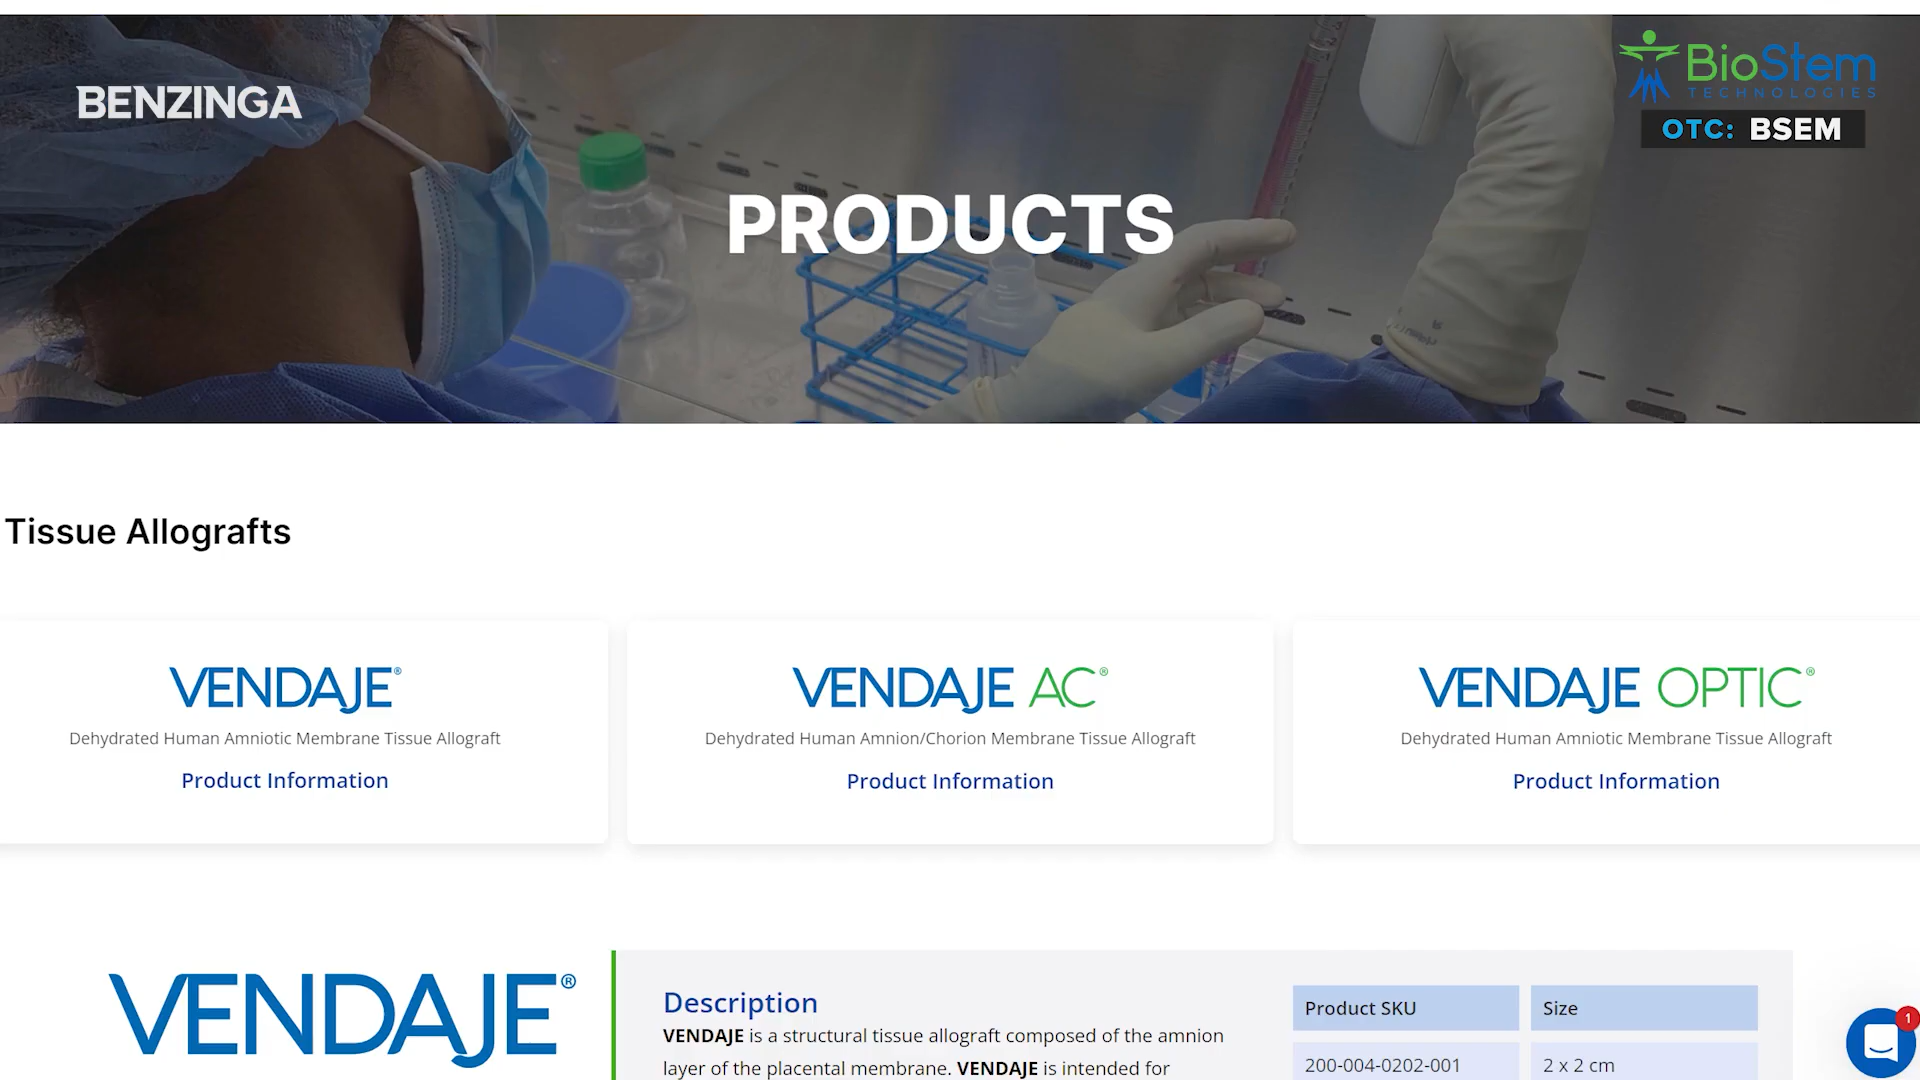 BENZINGA
BioStem
TECHNOLOGIES
OTC: BSEM
PRODUCTS
Tissue Allografts
VENDAJE®
Dehydrated Human Amniotic Membrane Tissue Allograft
Product Information
VENDAJE AC®
Dehydrated Human Amnion/Chorion Membrane Tissue Allograft
Product Information
VENDAJE OPTIC®
Dehydrated Human Amniotic Membrane Tissue Allograft
Product Information
VENDAJE®
Description
VENDAJE is a structural tissue allograft composed of the amnion
layer of the placental membrane. VENDAJE is intended for
Product SKU
Size
200-004-0202-001
2 x 2 cm
1